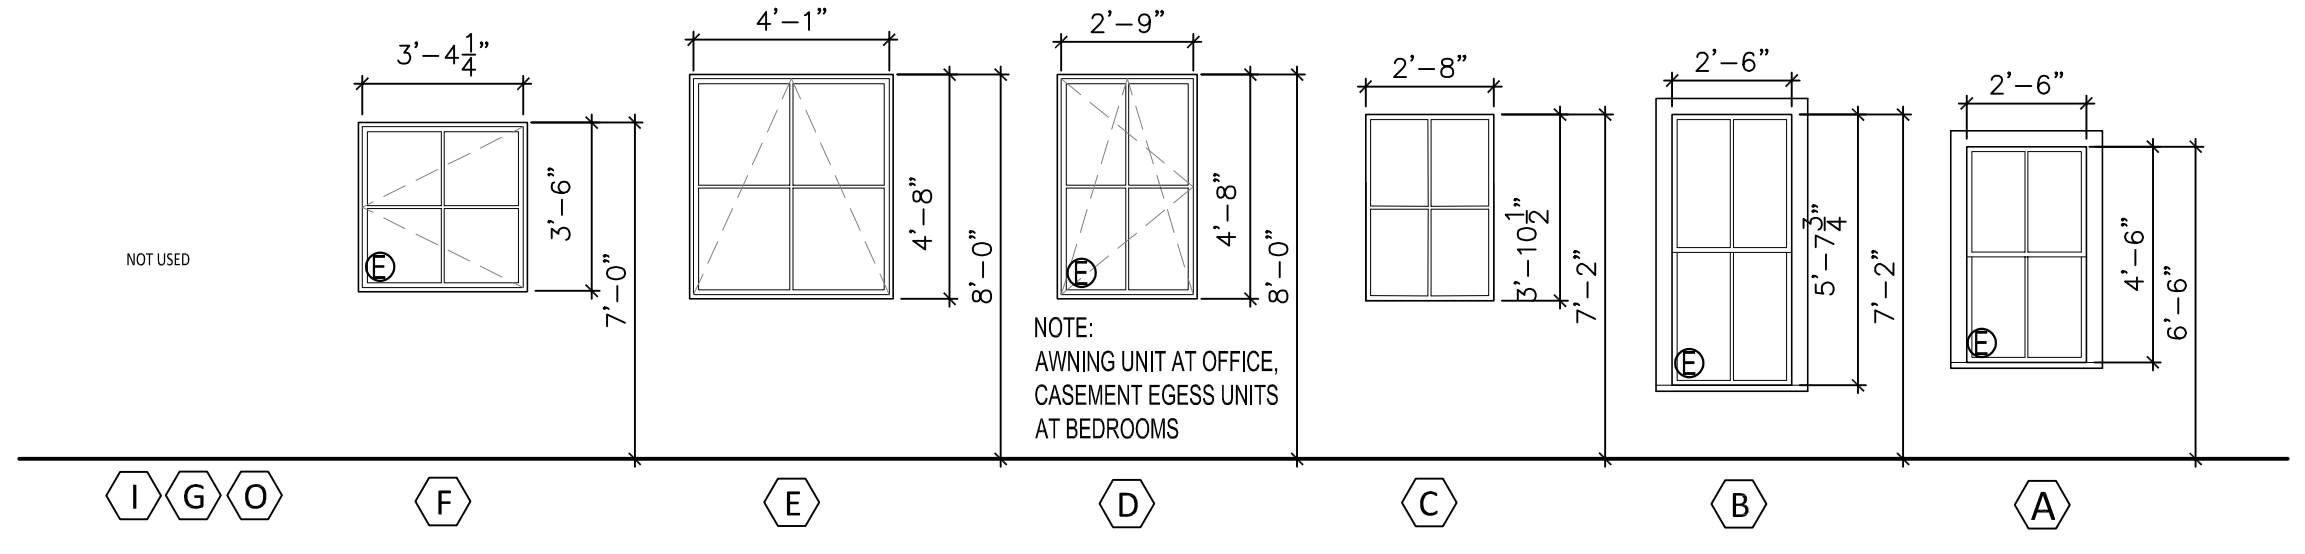 NOT USED
3'-4 1/4"
3'-6"
7'-0"
E
4'-1"
4'-8"
8'-0"
2'-9"
4'-8"
8'-0"
E
NOTE:
AWNING UNIT AT OFFICE,
CASEMENT EGESS UNITS
AT BEDROOMS
2'-8"
3'-10 1/2"
7'-2"
2'-6"
5'-7 3/4"
7'-2"
E
2'-6"
4'-6"
6'-6"
E
I G O F E D C B A